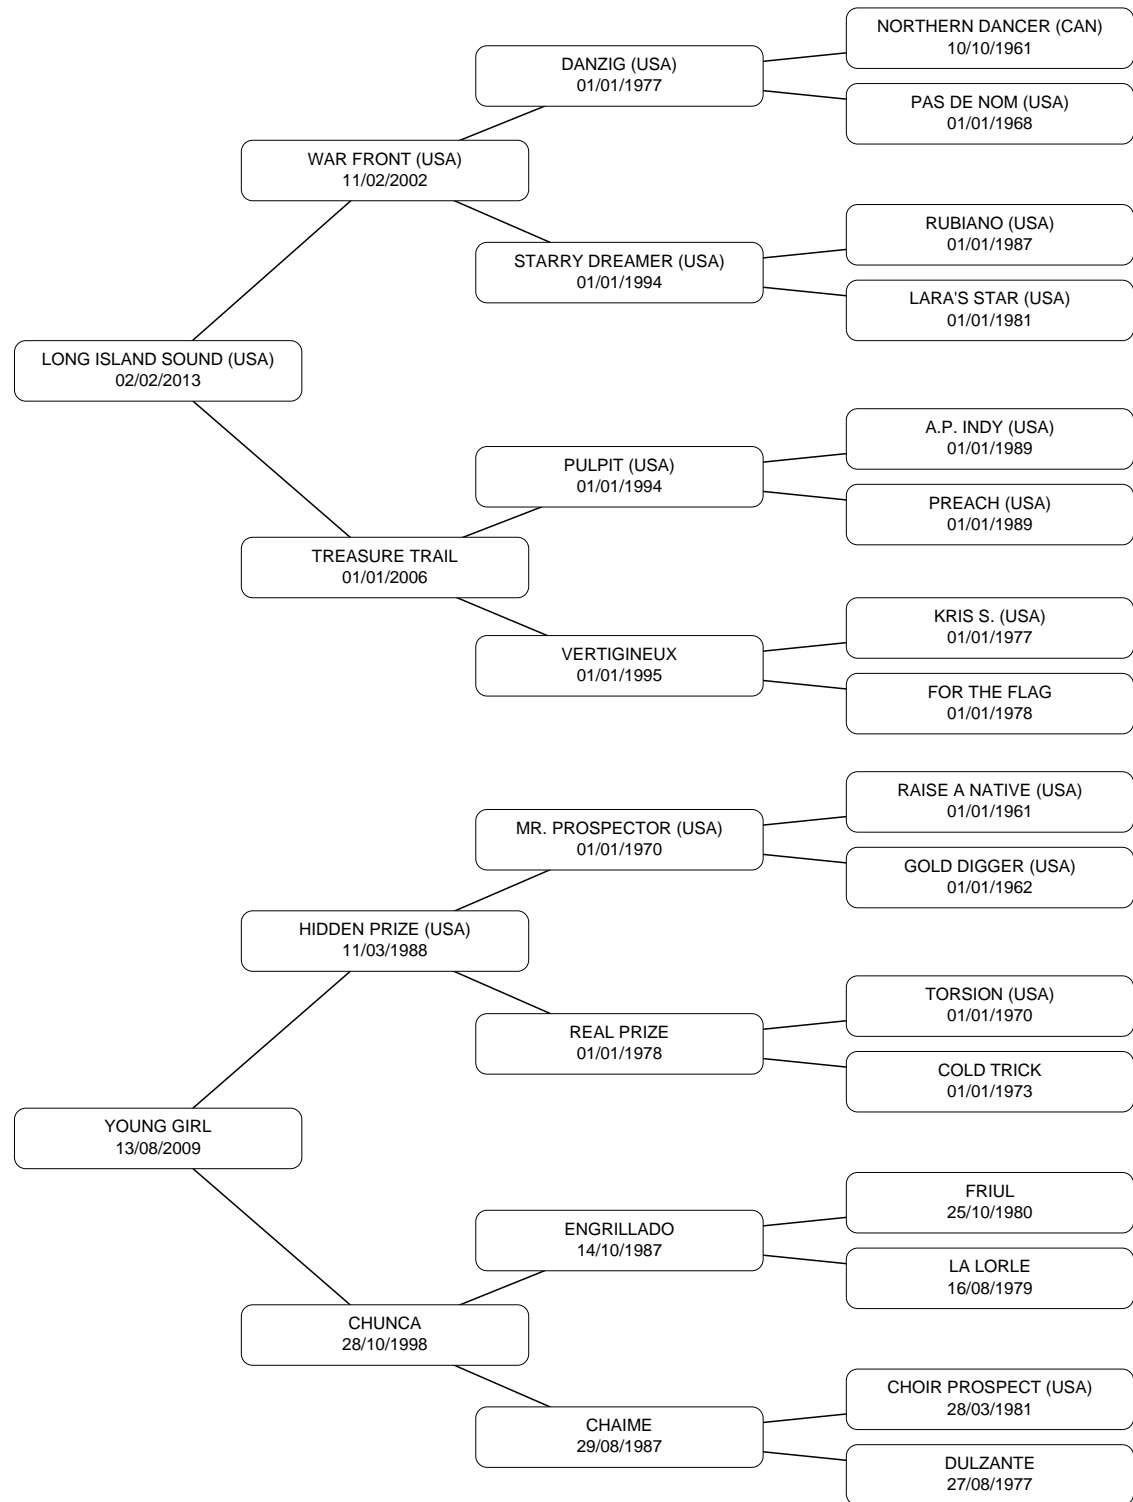 NORTHERN DANCER (CAN)
10/10/1961
DANZIG (USA)
01/01/1977
PAS DE NOM (USA)
01/01/1968
WAR FRONT (USA)
11/02/2002
RUBIANO (USA)
01/01/1987
STARRY DREAMER (USA)
01/01/1994
LARA'S STAR (USA)
01/01/1981
LONG ISLAND SOUND (USA)
02/02/2013
A.P. INDY (USA)
01/01/1989
PULPIT (USA)
01/01/1994
PREACH (USA)
01/01/1989
TREASURE TRAIL
01/01/2006
KRIS S. (USA)
01/01/1977
VERTIGINEUX
01/01/1995
FOR THE FLAG
01/01/1978
RAISE A NATIVE (USA)
01/01/1961
MR. PROSPECTOR (USA)
01/01/1970
GOLD DIGGER (USA)
01/01/1962
HIDDEN PRIZE (USA)
11/03/1988
TORSION (USA)
01/01/1970
REAL PRIZE
01/01/1978
COLD TRICK
01/01/1973
YOUNG GIRL
13/08/2009
FRIUL
25/10/1980
ENGRILLADO
14/10/1987
LA LORLE
16/08/1979
CHUNCA
28/10/1998
CHOIR PROSPECT (USA)
28/03/1981
CHAIME
29/08/1987
DULZANTE
27/08/1977